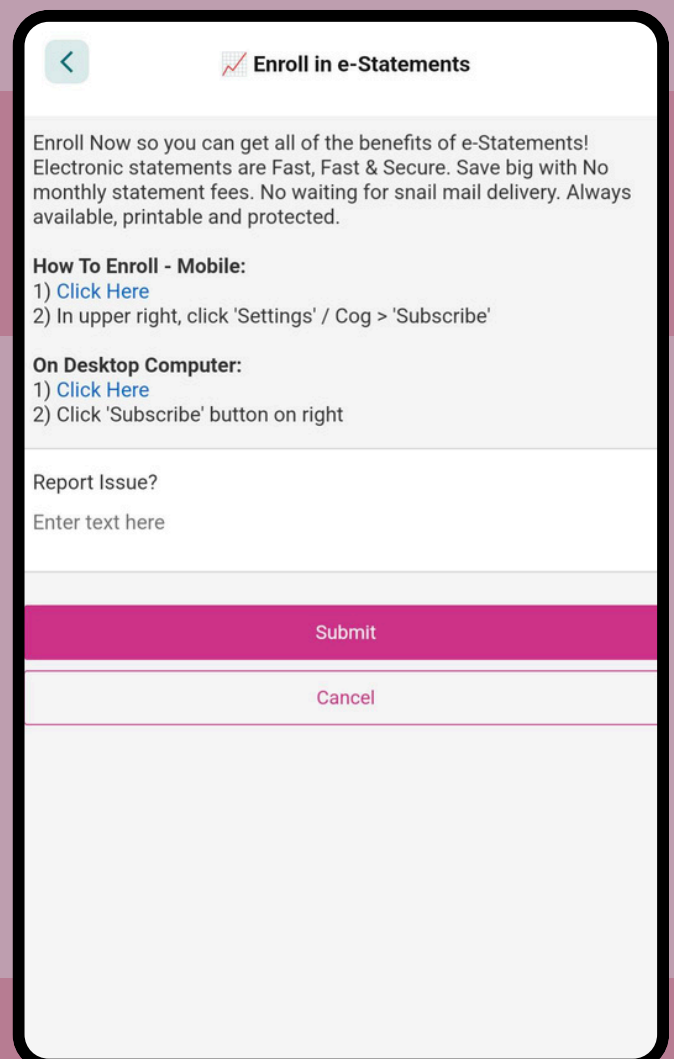 Enroll in e-Statements
Enroll Now so you can get all of the benefits of e-Statements!
Electronic statements are Fast, Fast & Secure. Save big with No
monthly statement fees. No waiting for snail mail delivery. Always
available, printable and protected.
How To Enroll - Mobile:
1) Click Here
2) In upper right, click 'Settings' / Cog > 'Subscribe'
On Desktop Computer:
1) Click Here
2) Click 'Subscribe' button on right
Report Issue?
Enter text here
Submit
Cancel